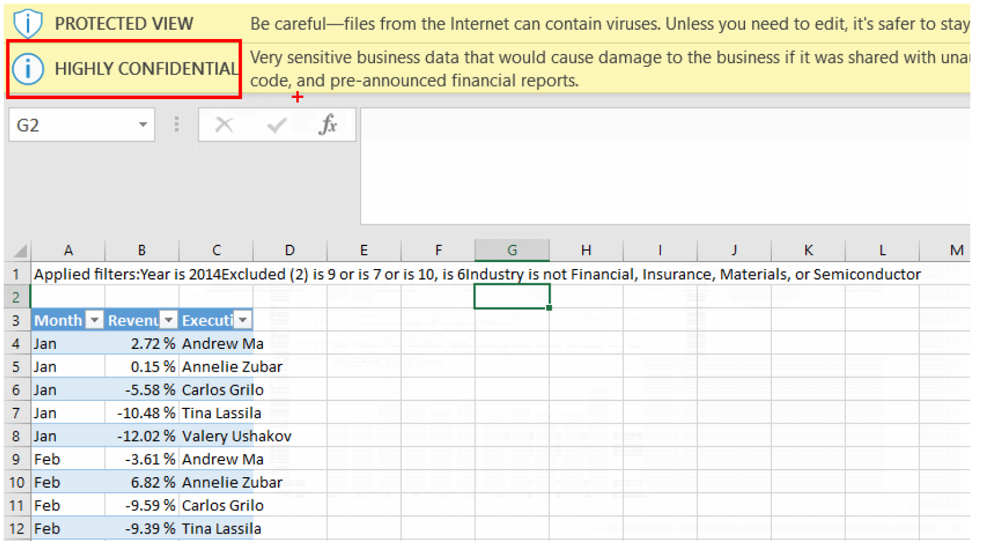 PROTECTED VIEW Be careful—files from the Internet can contain viruses. Unless you need to edit, it's safer to stay
HIGHLY CONFIDENTIAL Very sensitive business data that would cause damage to the business if it was shared with
code, and pre-announced financial reports.
G2 fx
A B C D E F G H I J K L M
1 Applied filters:Year is 2014Excluded (2) is 9 or is 7 or is 10, is 6Industry is not Financial, Insurance, Materials, or Semiconductor
2
3 Month Revenu Executi
4 Jan 2.72 % Andrew Ma
5 Jan 0.15 % Annelie Zubar
6 Jan -5.58 % Carlos Grilo
7 Jan -10.48 % Tina Lassila
8 Jan -12.02 % Valery Ushakov
9 Feb -3.61 % Andrew Ma
10 Feb 6.82 % Annelie Zubar
11 Feb -9.59 % Carlos Grilo
12 Feb -9.39 % Tina Lassila